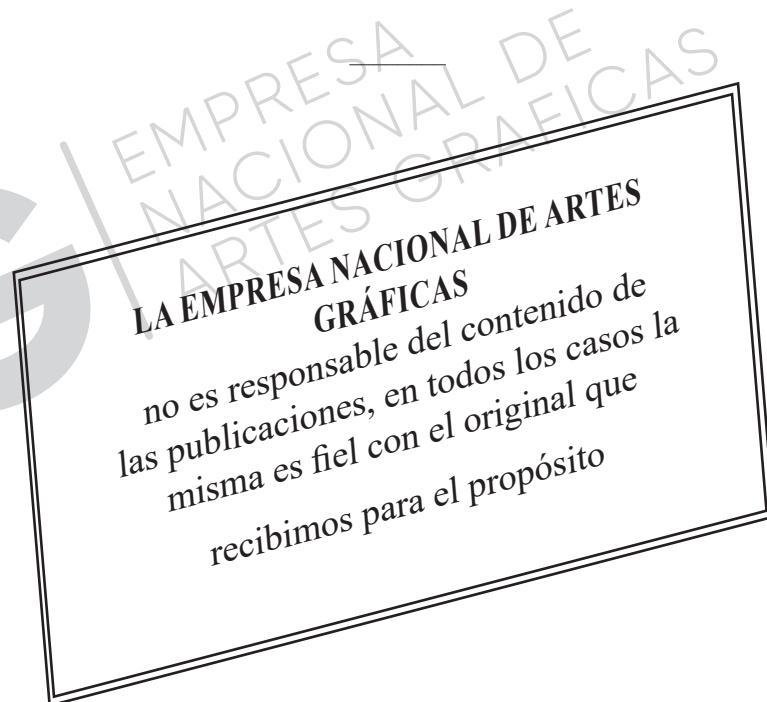 EMPRESA
NACIONAL DE
ARTES GRAFICAS
LA EMPRESA NACIONAL DE ARTES
GRÁFICAS
no es responsable del contenido de
las publicaciones, en todos los casos la
misma es fiel con el original que
recibimos para el propósito